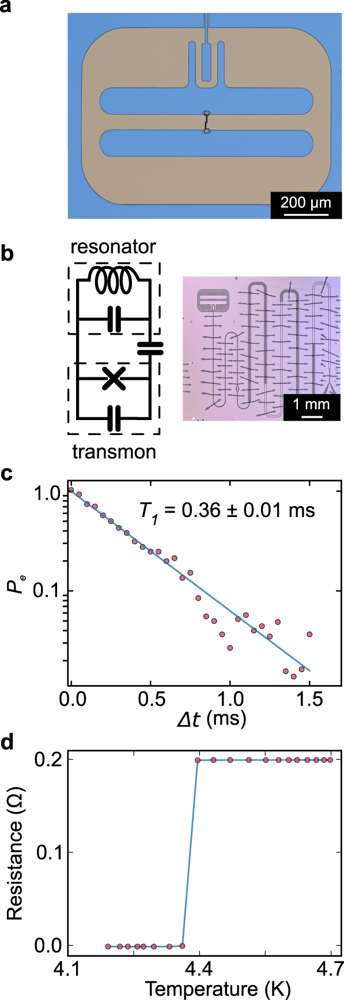 a
200 µm
b
resonator
transmon
1 mm
c
T1 = 0.36 ± 0.01 ms
1.0
0.1
Pe
0.0 0.5 1.0 1.5
Δt (ms)
d
0.2
0.1
0.0
Resistance (Ω)
4.1 4.4 4.7
Temperature (K)